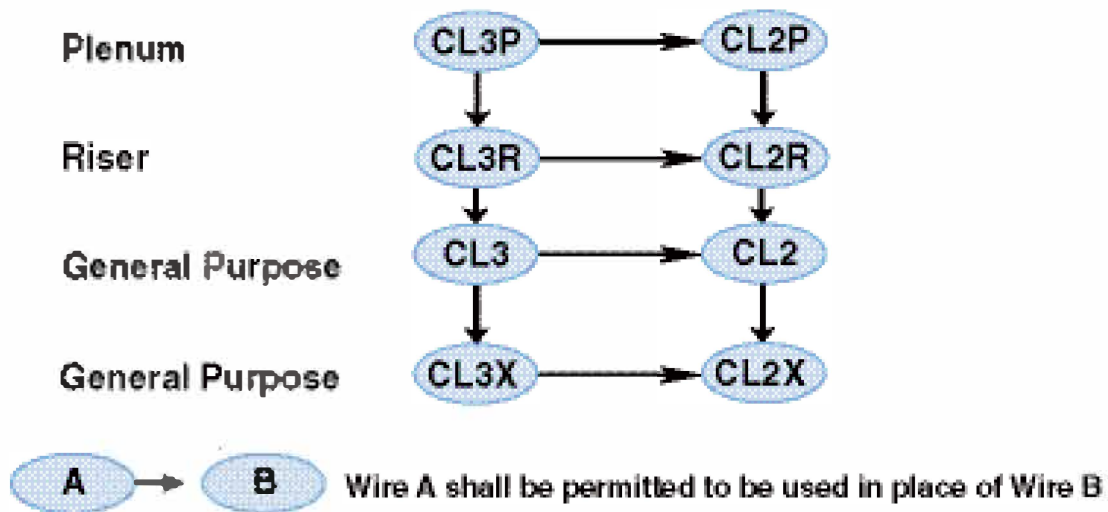 Plenum CL3P CL2P
Riser CL3R CL2R
General Purpose CL3 CL2
General Purpose CL3X CL2X
A B Wire A shall be permitted to be used in place of Wire B